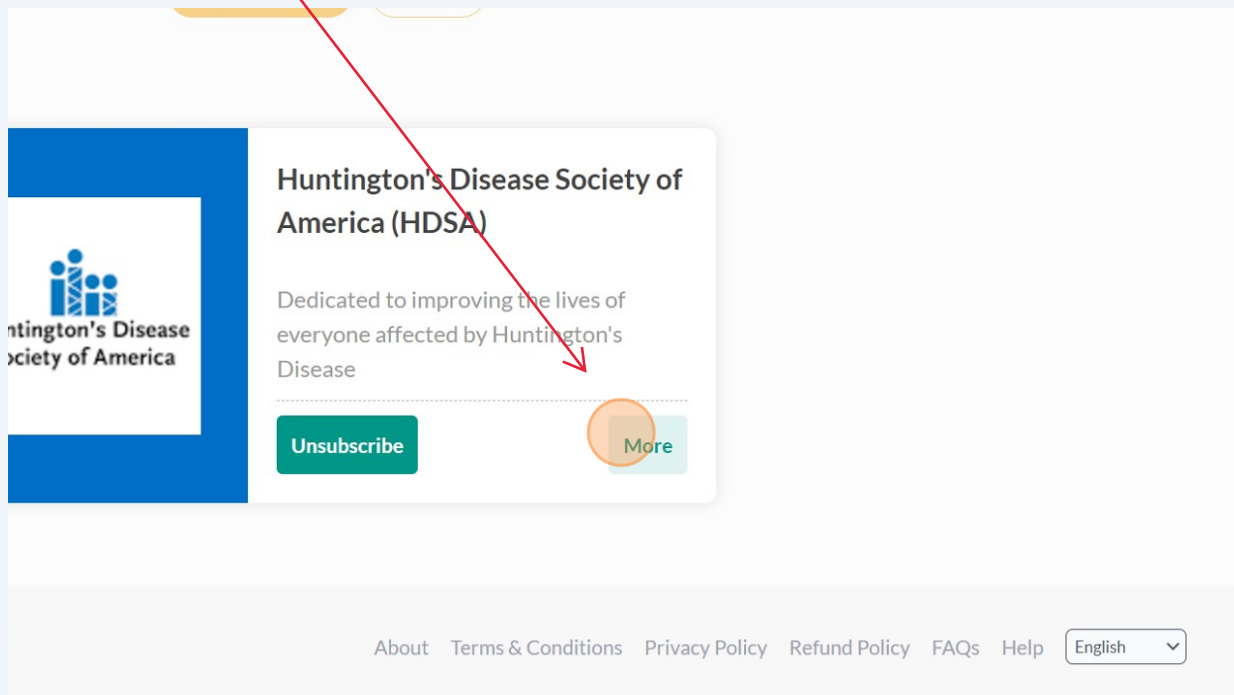 Huntington's Disease Society of
America (HDSA)
ntington's Disease
ociety of America
Dedicated to improving the lives of
everyone affected by Huntington's
Disease
Unsubscribe
More
About Terms & Conditions Privacy Policy Refund Policy FAQs Help English